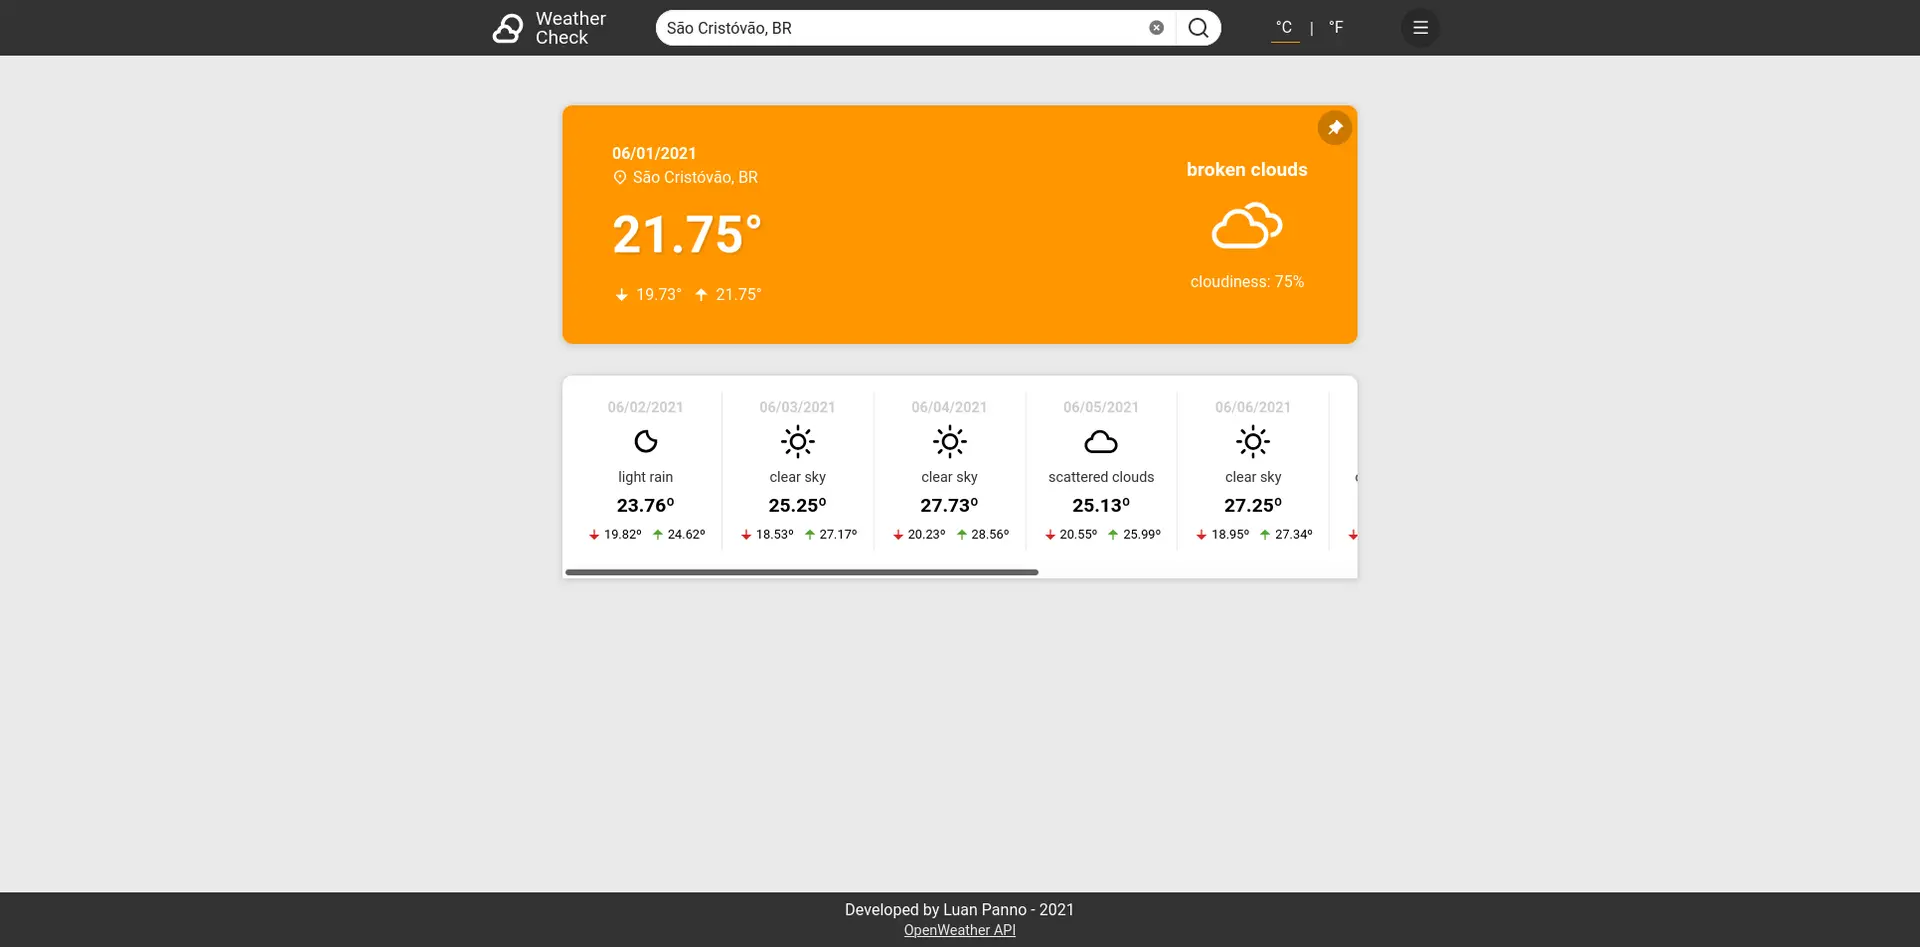 Weather
Check
São Cristóvão, BR
°C | °F
06/01/2021
São Cristóvão, BR
21.75°
19.73° 21.75°
broken clouds
cloudiness: 75%
06/02/2021
light rain
23.76º
19.82º 24.62º
06/03/2021
clear sky
25.25º
18.53º 27.17º
06/04/2021
clear sky
27.73º
20.23º 28.56º
06/05/2021
scattered clouds
25.13º
20.55º 25.99º
06/06/2021
clear sky
27.25º
18.95º 27.34º
Developed by Luan Panno - 2021
OpenWeather API